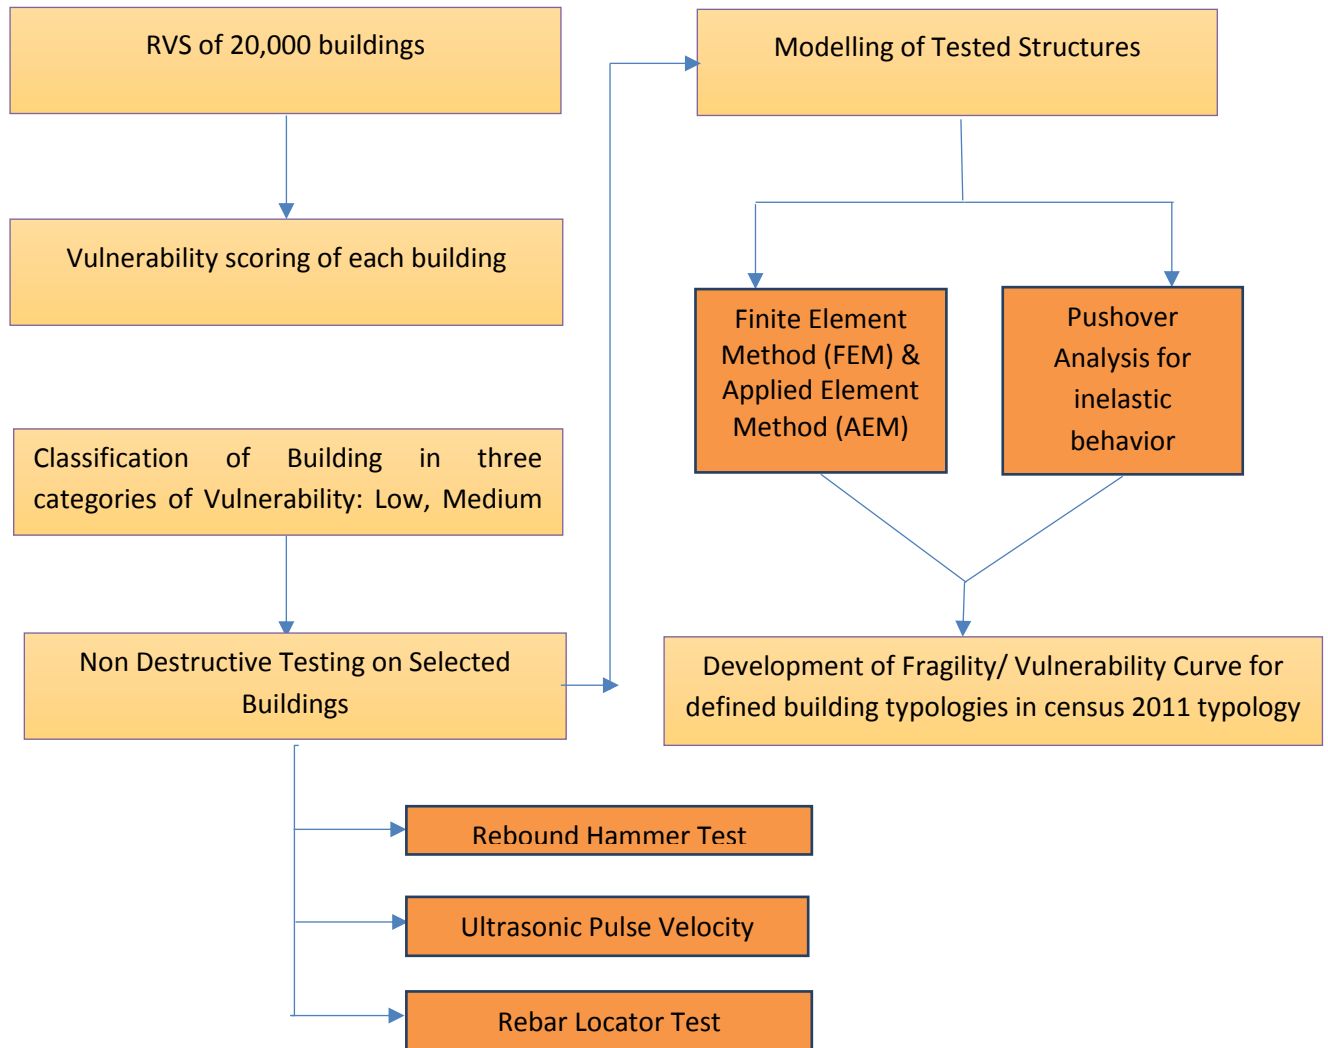 RVS of 20,000 buildings
Vulnerability scoring of each building
Classification of Building in three
categories of Vulnerability: Low, Medium
Non Destructive Testing on Selected
Buildings
Rebound Hammer Test
Ultrasonic Pulse Velocity
Rebar Locator Test
Modelling of Tested Structures
Finite Element
Method (FEM) &
Applied Element
Method (AEM)
Pushover
Analysis for
inelastic
behavior
Development of Fragility/ Vulnerability Curve for
defined building typologies in census 2011 typology